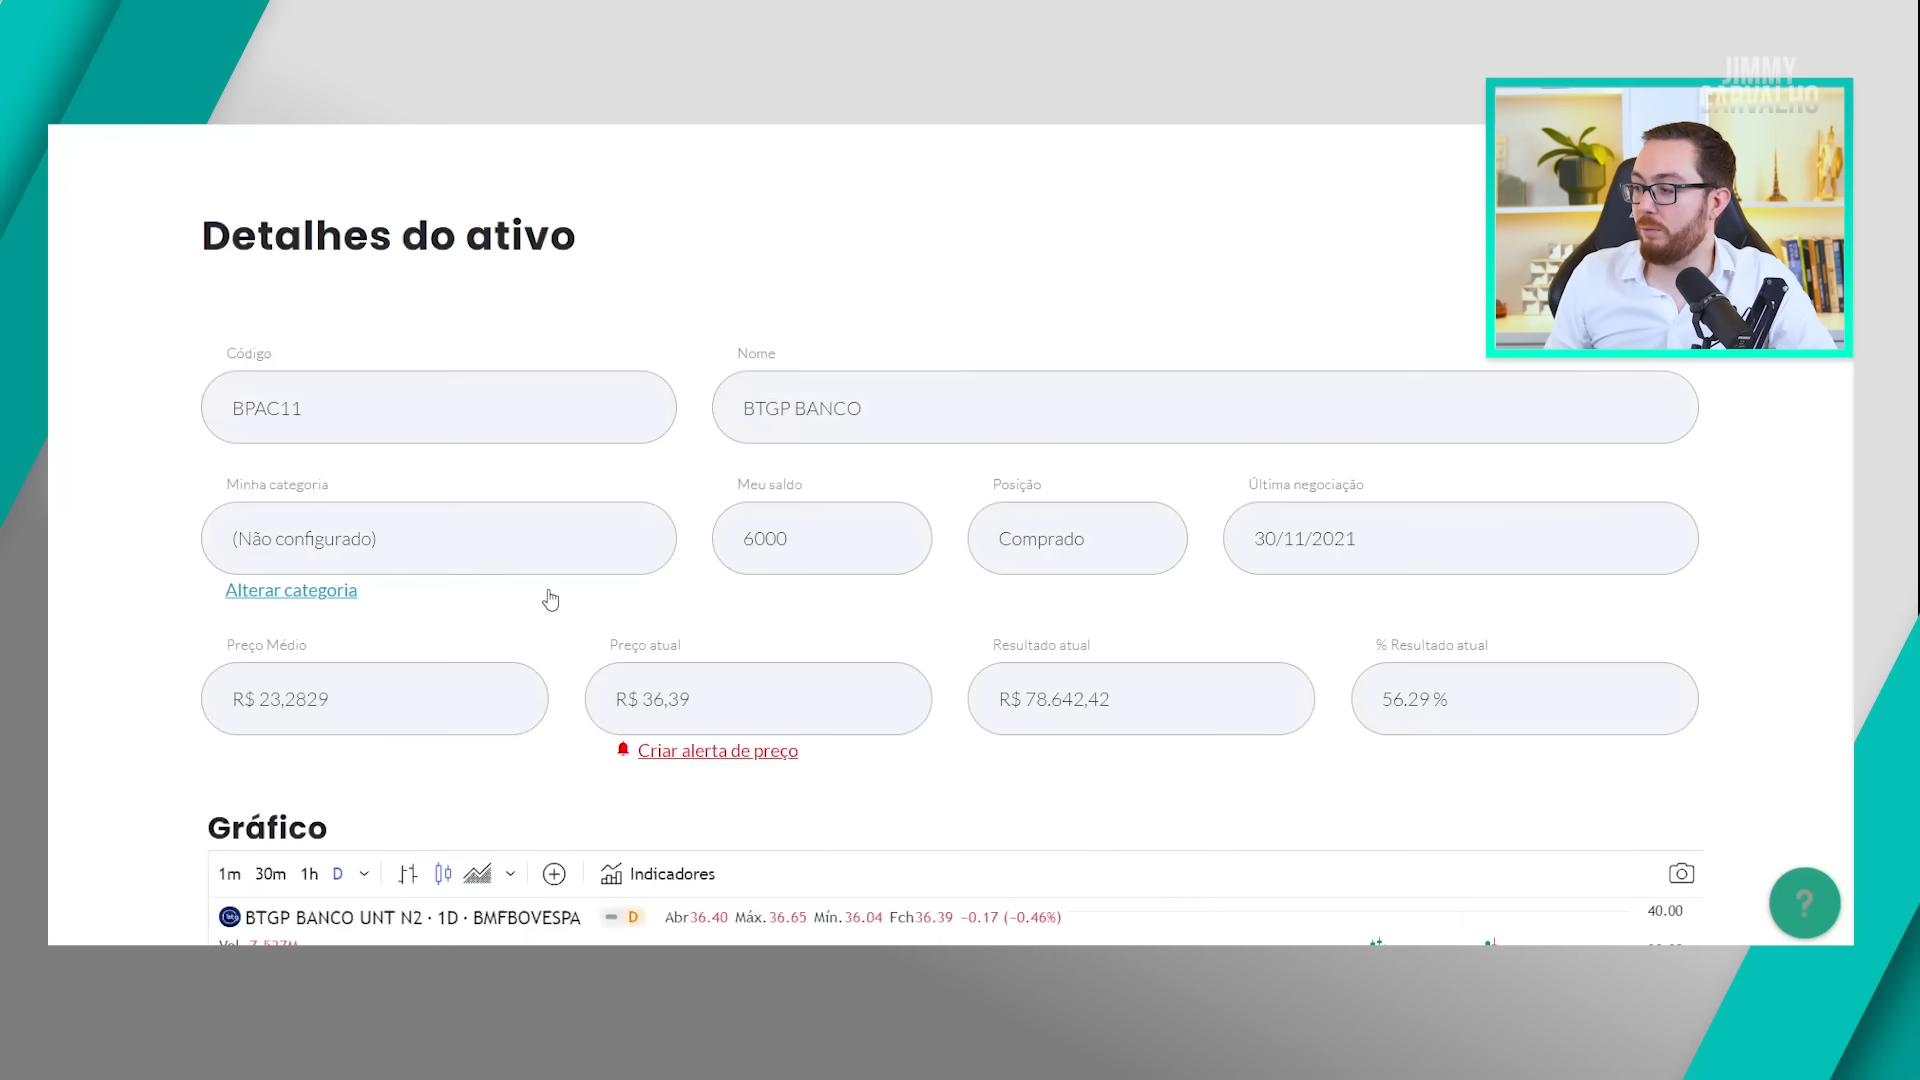 JIMMY
CARVALHO
Detalhes do ativo
Código
Nome
BPAC11
BTGP BANCO
Minha categoria
Meu saldo
Posição
Última negociação
(Não configurado)
6000
Comprado
30/11/2021
Alterar categoria
Preço Médio
Preço atual
Resultado atual
% Resultado atual
R$ 23,2829
R$ 36,39
R$ 78.642,42
56.29 %
Criar alerta de preço
Gráfico
1m 30m 1h D
Indicadores
BTGP BANCO UNT N2 · 1D · BMFBOVESPA
D
Abr36.40 Máx.36.65 Mín.36.04 Fch36.39 −0.17 (−0.46%)
40.00
?